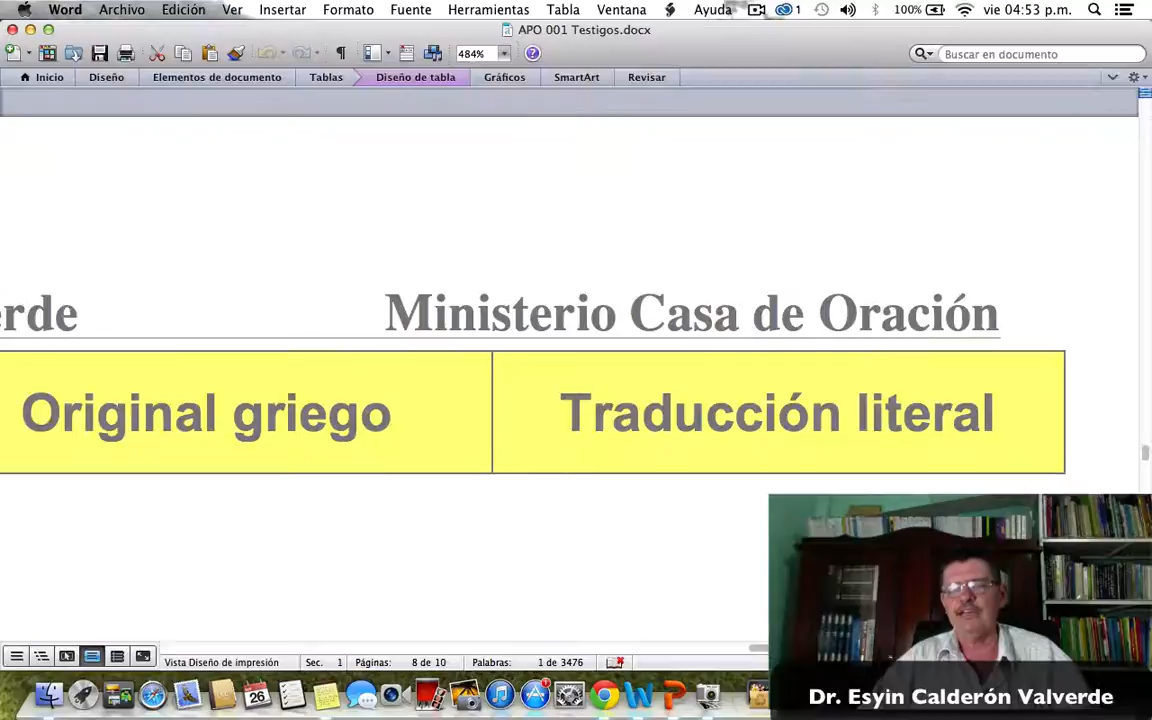 Word Archivo Edición Ver Insertar Formato Fuente Herramientas Tabla Ventana Ayuda 1 100% vie 04:53 p.m.
APO 001 Testigos.docx
484% Buscar en documento
Inicio Diseño Elementos de documento Tablas Diseño de tabla Gráficos SmartArt Revisar
erde Ministerio Casa de Oración
Original griego Traducción literal
Vista Diseño de impresión Sec. 1 Páginas: 8 de 10 Palabras: 1 de 3476
26
Dr. Esyin Calderón Valverde